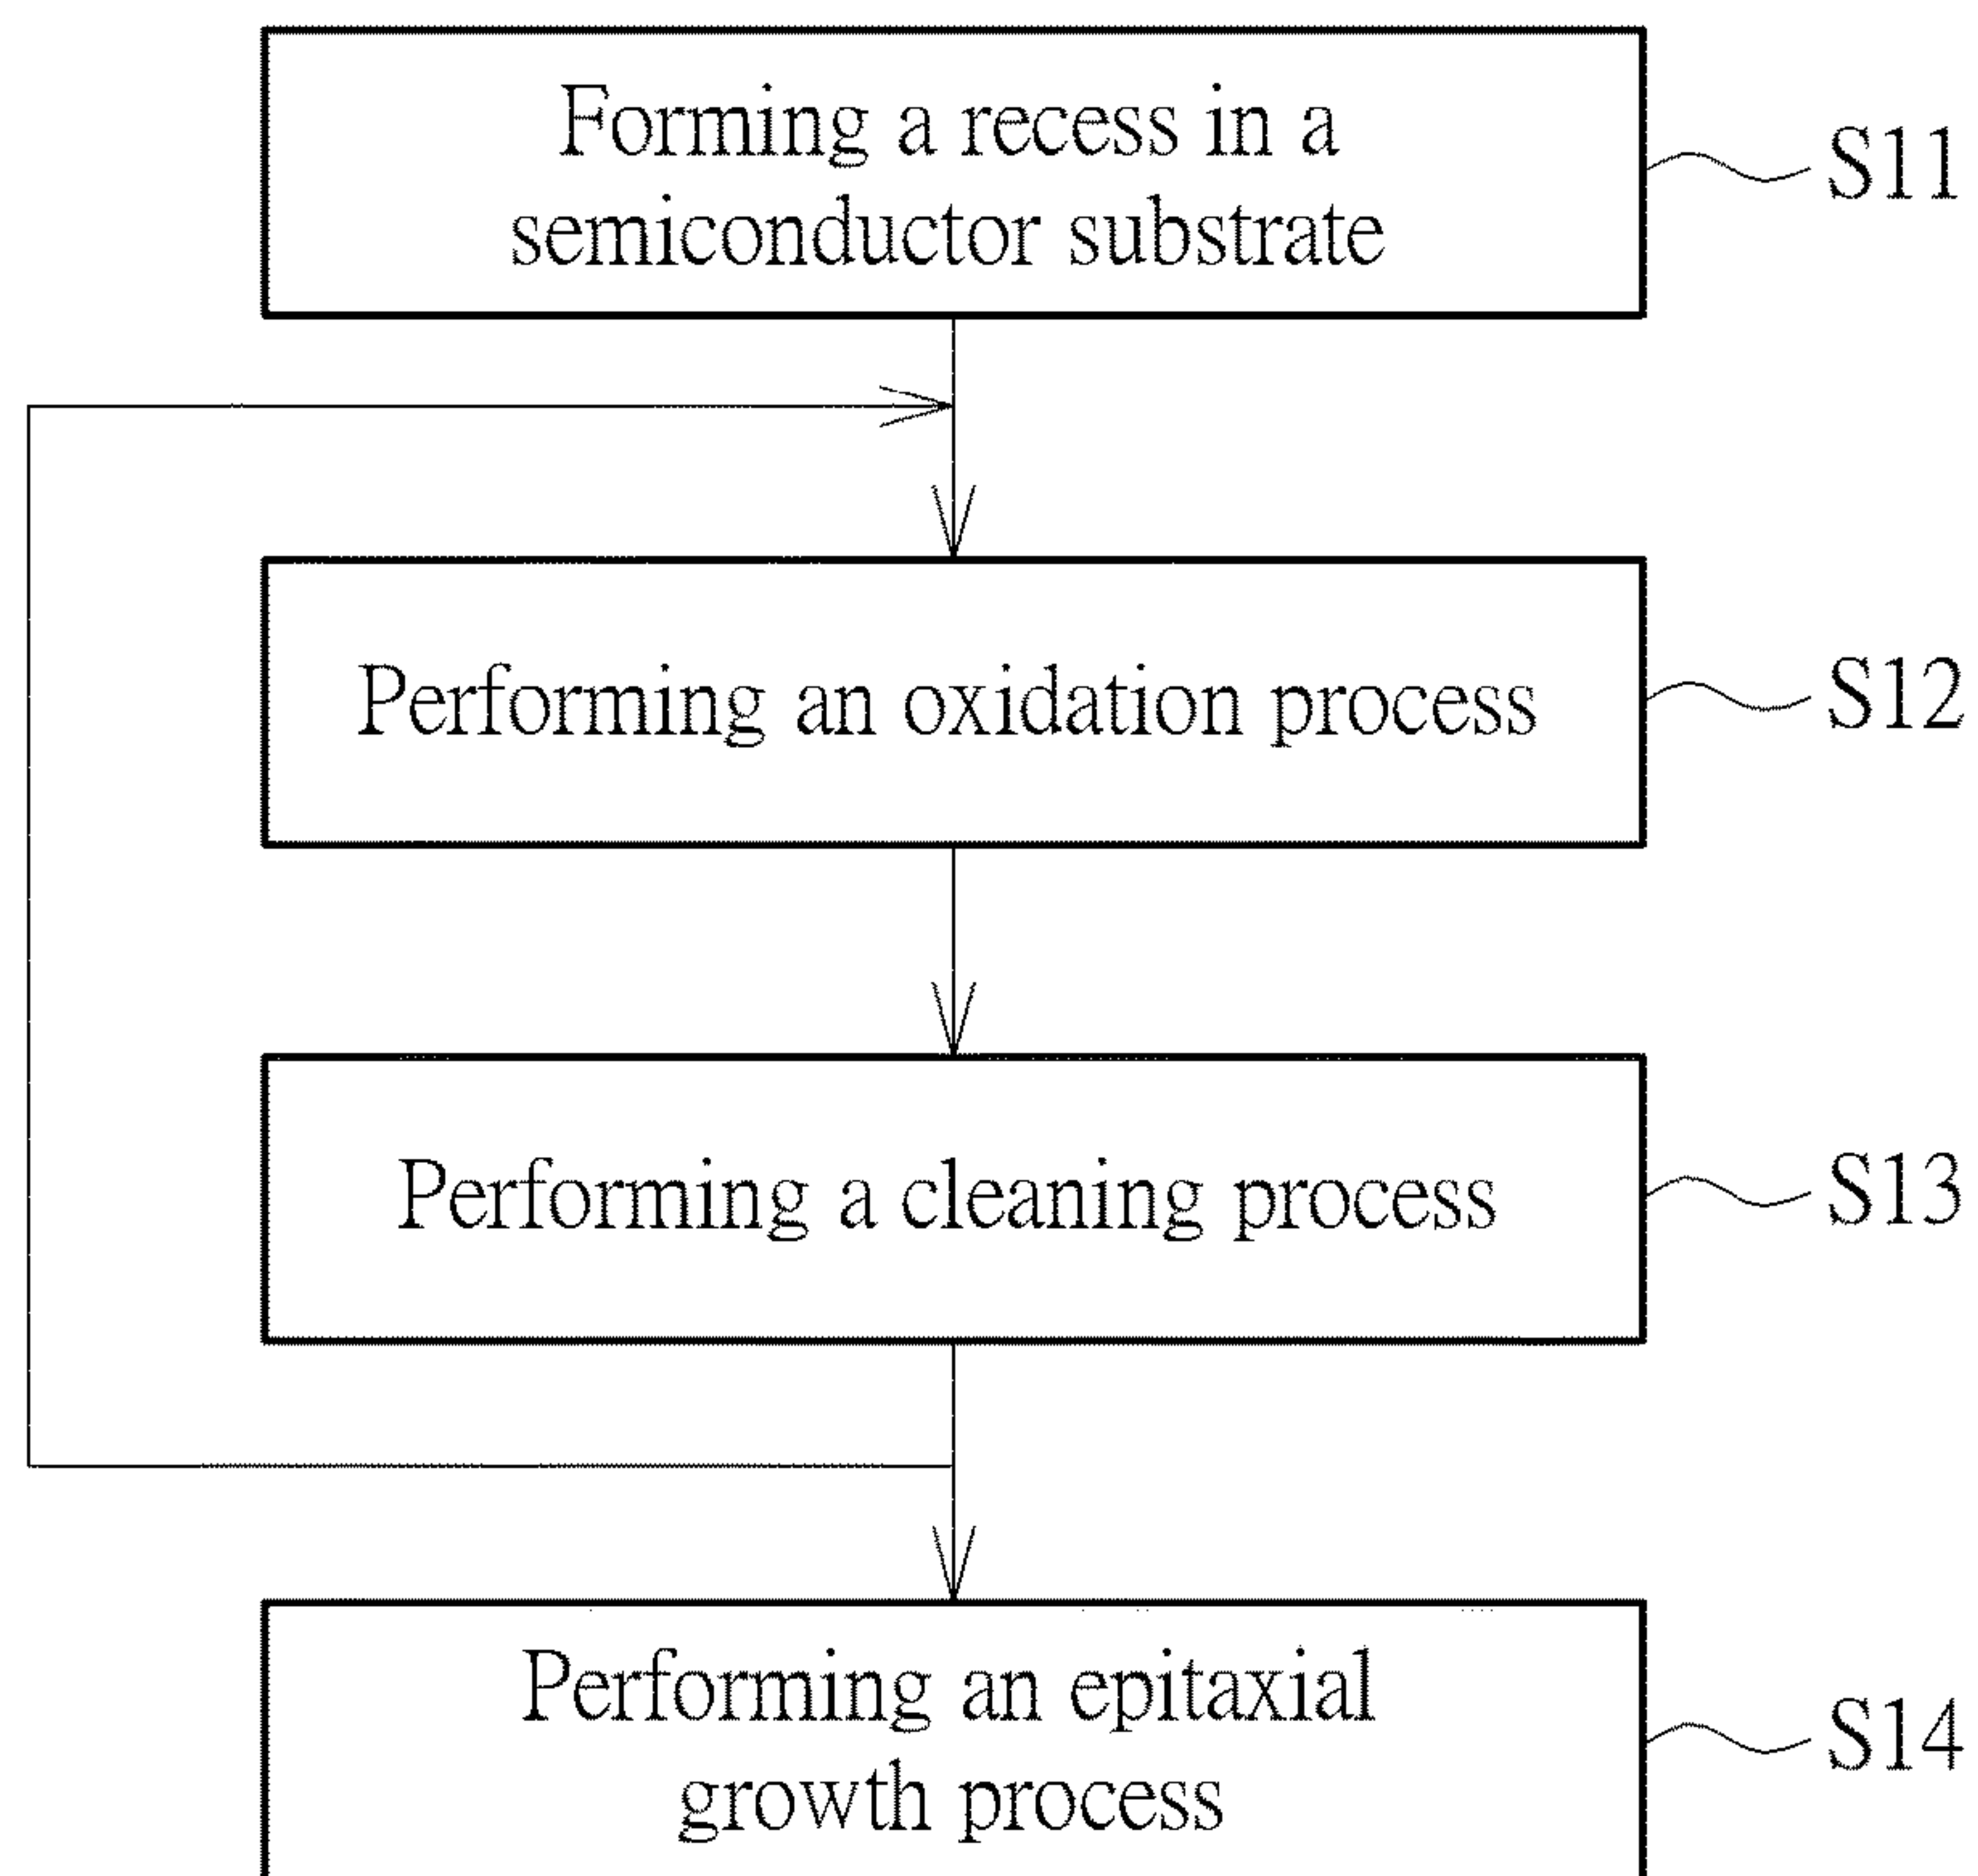 Forming a recess in a
semiconductor substrate
S11
Performing an oxidation process
S12
Performing a cleaning process
S13
Performing an epitaxial
growth process
S14